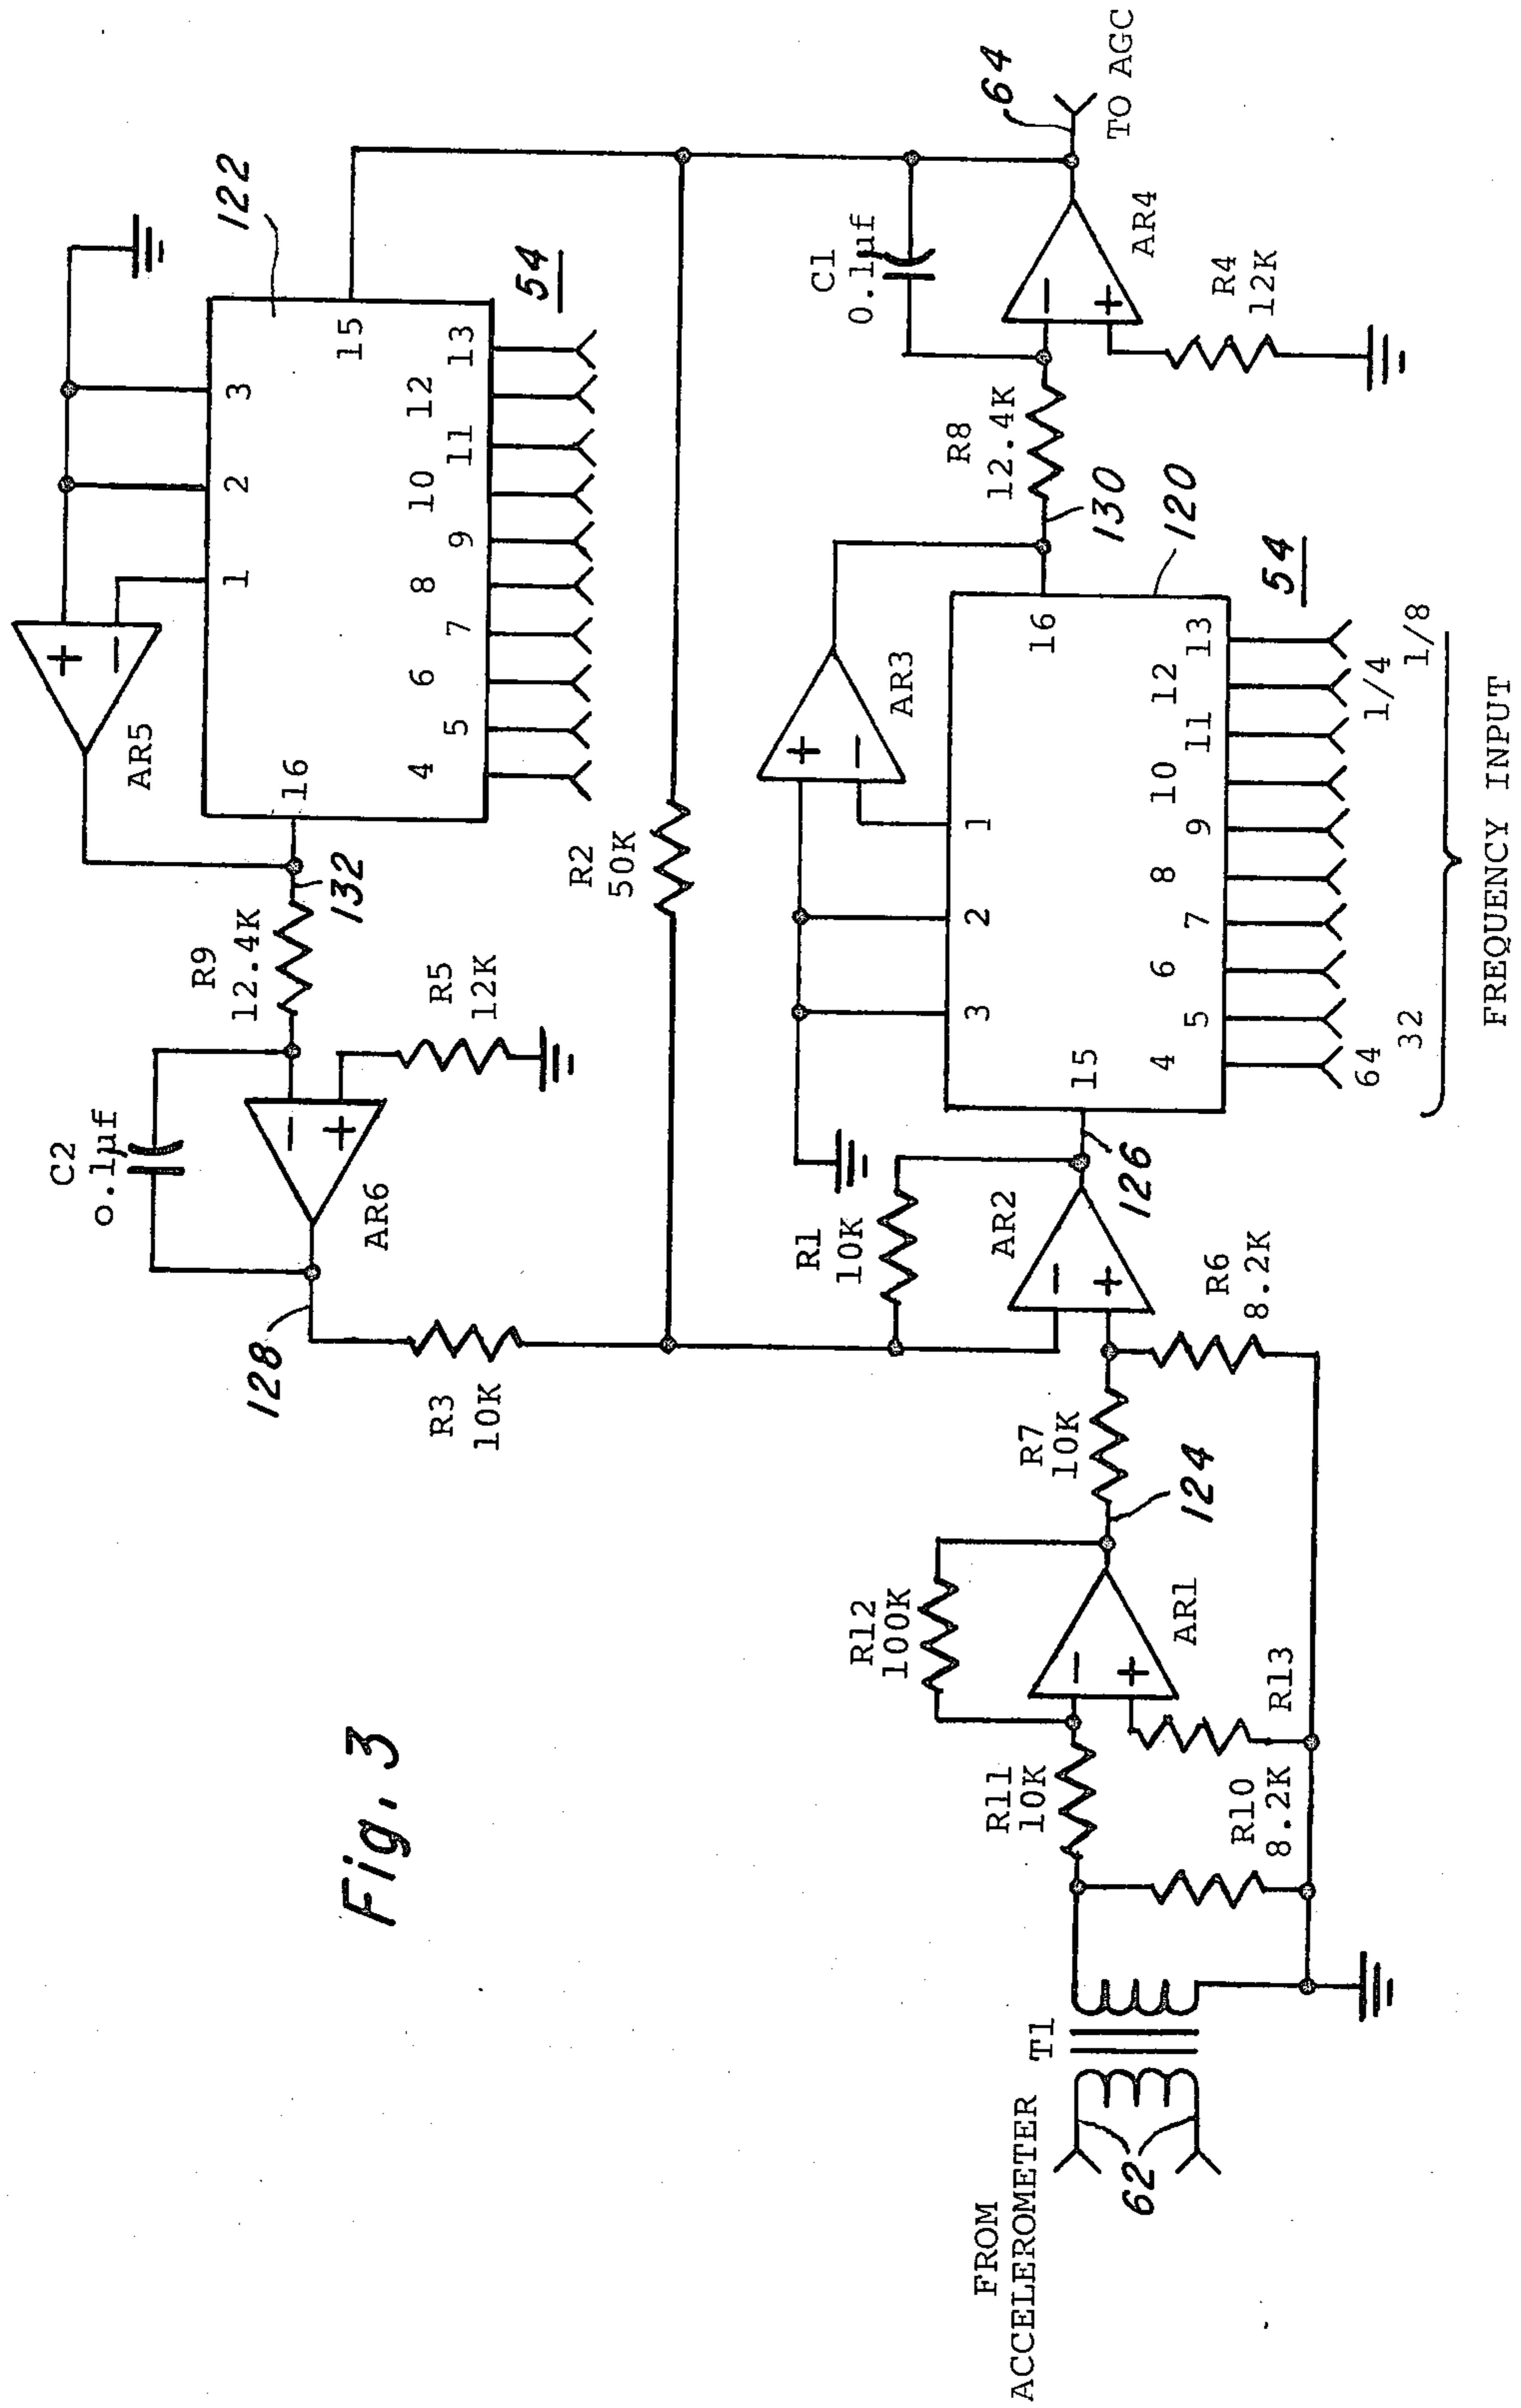 Fig. 3
FROM
ACCELEROMETER
62
T1
R10
8.2K
R11
10K
R12
100K
R13
AR1
124
R7
10K
R6
8.2K
AR2
R1
10K
126
128
R3
10K
C2
0.1µf
AR6
R5
12K
R9
12.4K
132
AR5
16
15
1
2
3
4
5
6
7
8
9
10
11
12
13
122
54
R2
50K
AR3
15
16
3
2
1
4
5
6
7
8
9
10
11
12
13
120
54
64
32
1/4
1/8
FREQUENCY INPUT
130
R8
12.4K
C1
0.1µf
AR4
R4
12K
64
TO AGC